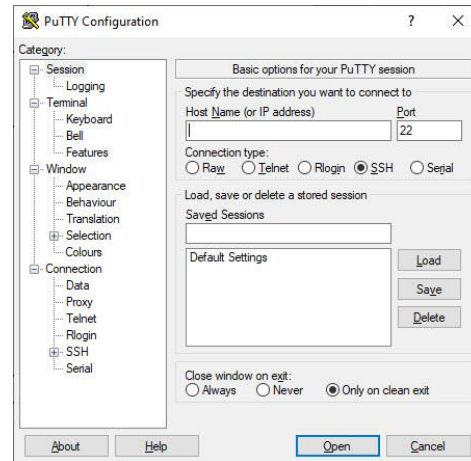 PuTTY Configuration
? X
Category:
Session
Logging
Terminal
Keyboard
Bell
Features
Window
Appearance
Behaviour
Translation
Selection
Colours
Connection
Data
Proxy
Telnet
Rlogin
SSH
Serial
Basic options for your PuTTY session
Specify the destination you want to connect to
Host Name (or IP address) Port
22
Connection type:
Raw Telnet Rlogin SSH Serial
Load, save or delete a stored session
Saved Sessions
Default Settings
Load
Save
Delete
Close window on exit:
Always Never Only on clean exit
About Help Open Cancel